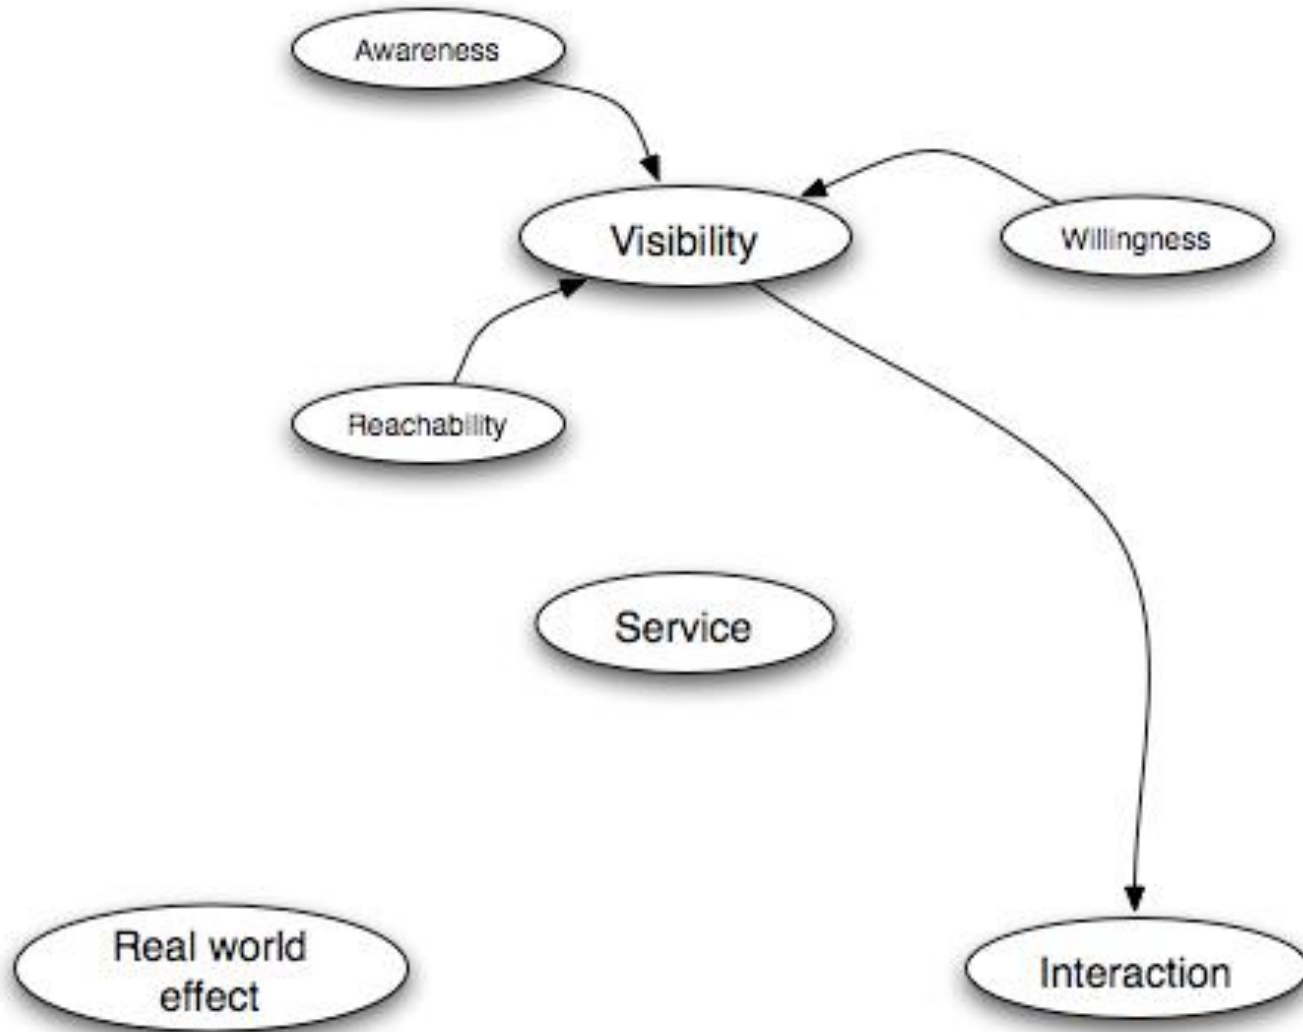 Awareness
Visibility
Willingness
Reachability
Service
Real world
effect
Interaction